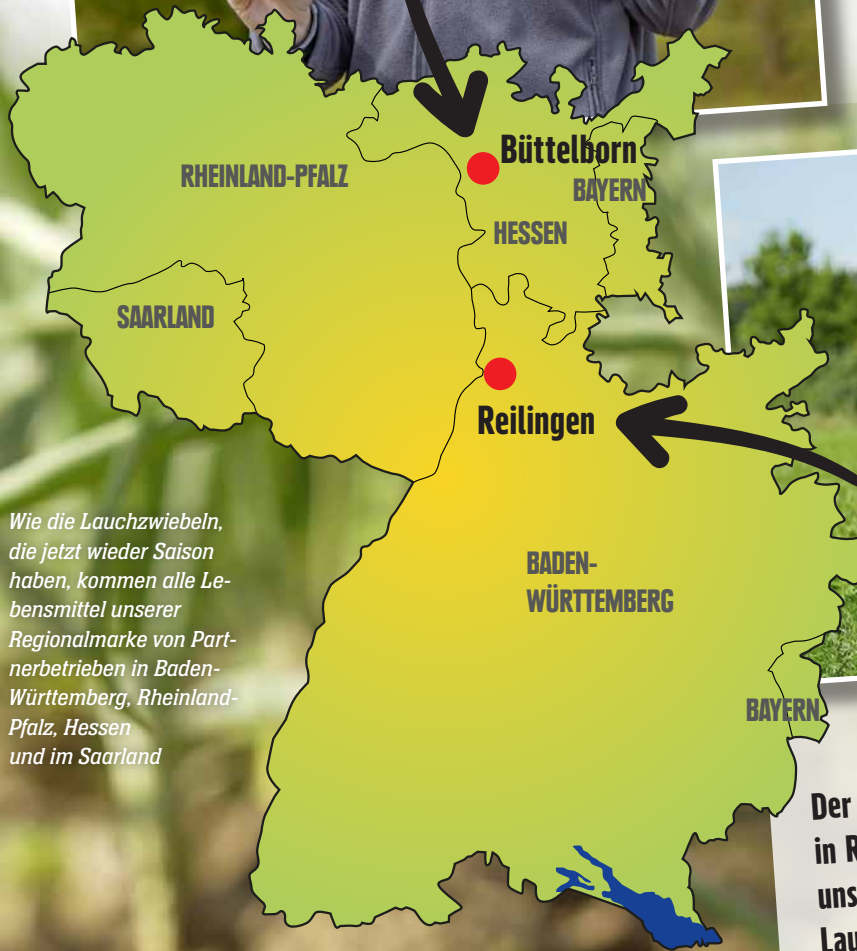 Büttelborn
RHEINLAND-PFALZ
BAYERN
HESSEN
SAARLAND
Reilingen
Wie die Lauchzwiebeln,
die jetzt wieder Saison
haben, kommen alle Le-
bensmittel unserer
Regionalmarke von Part-
nerbetrieben in Baden-
Württemberg, Rheinland-
Pfalz, Hessen
und im Saarland
BADEN-
WÜRTTEMBERG
BAYERN
Der
in R
uns
Lau